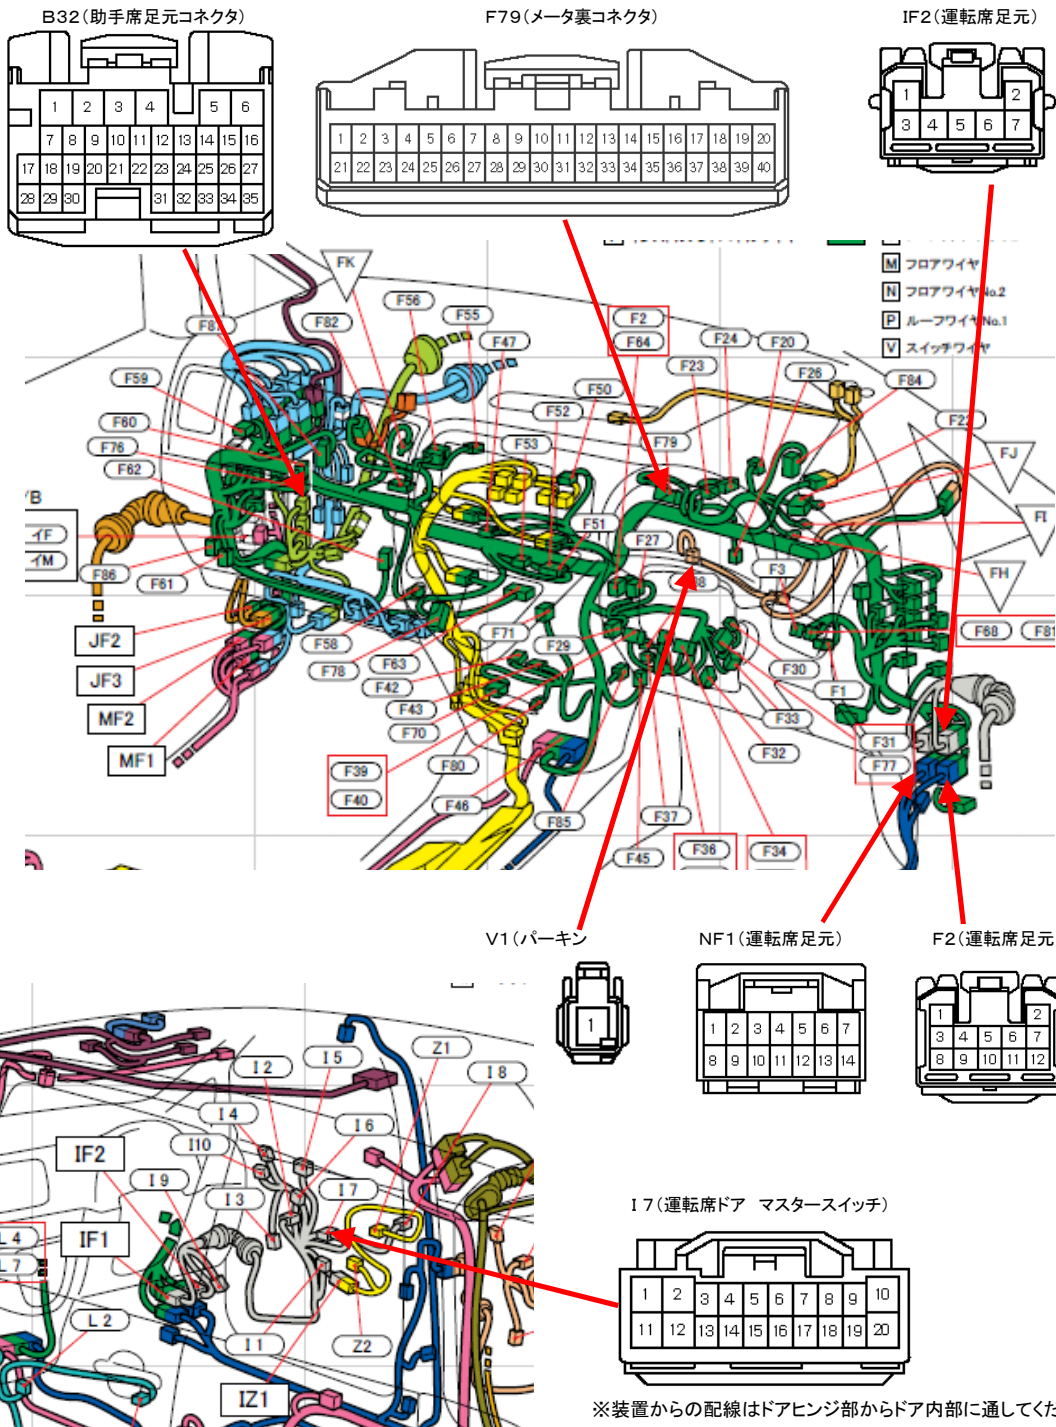 B32(助手席足元コネクタ)
F79(メータ裏コネクタ)
IF2(運転席足元)
1 2 3 4 5 6
7 8 9 10 11 12 13 14 15 16
17 18 19 20 21 22 23 24 25 26 27
28 29 30 31 32 33 34 35
1 2 3 4 5 6 7 8 9 10 11 12 13 14 15 16 17 18 19 20
21 22 23 24 25 26 27 28 29 30 31 32 33 34 35 36 37 38 39 40
1 2
3 4 5 6 7
M フロアワイヤ
N フロアワイヤNo.2
P ルーフワイヤNo.1
V スイッチワイヤ
FK
F82
F56
F55
F47
F2
F64
F24
F20
F23
F26
F84
F59
F50
F60
F52
F22
F76
F53
F79
F62
FJ
/B
イF
イM
F51
FI
F27
F86
F61
F3
FH
JF2
F58
F71
F68
F81
JF3
F78
F63
F29
F30
F42
F1
MF2
F43
F33
F70
F31
MF1
F39
F80
F32
F77
F40
F46
F85
F37
F45
F36
F34
V1(パーキン
NF1(運転席足元)
F2(運転席足元
1
1 2 3 4 5 6 7
8 9 10 11 12 13 14
1 2
3 4 5 6 7
8 9 10 11 12
I5
Z1
I2
I8
I4
I6
I10
IF2
I9
I3
I7
IF1
L4
L7
L2
I1
Z2
IZ1
I7(運転席ドア マスタースイッチ)
1 2 3 4 5 6 7 8 9 10
11 12 13 14 15 16 17 18 19 20
※装置からの配線はドアヒンジ部からドア内部に通してくだ